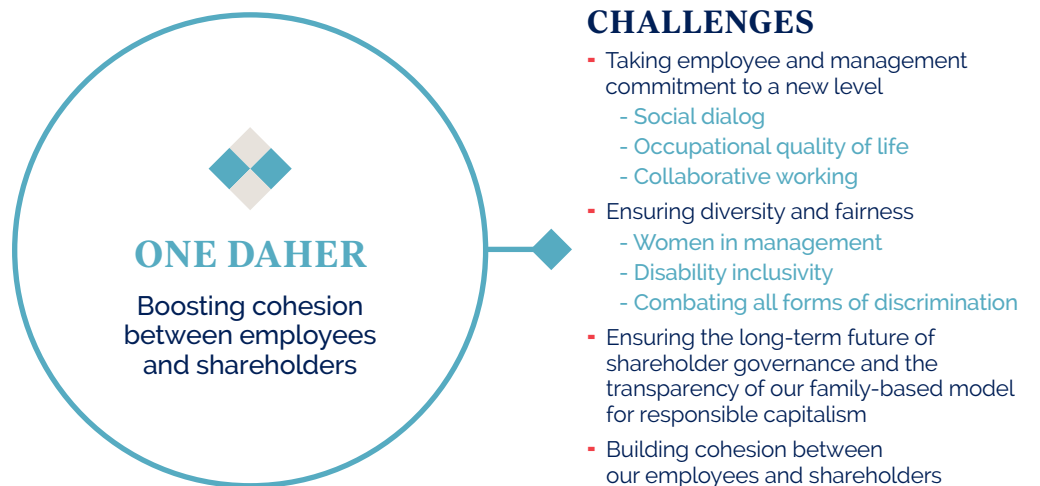 ONE DAHER
Boosting cohesion
between employees
and shareholders
CHALLENGES
- Taking employee and management
commitment to a new level
- Social dialog
- Occupational quality of life
- Collaborative working
- Ensuring diversity and fairness
- Women in management
- Disability inclusivity
- Combating all forms of discrimination
- Ensuring the long-term future of
shareholder governance and the
transparency of our family-based model
for responsible capitalism
- Building cohesion between
our employees and shareholders